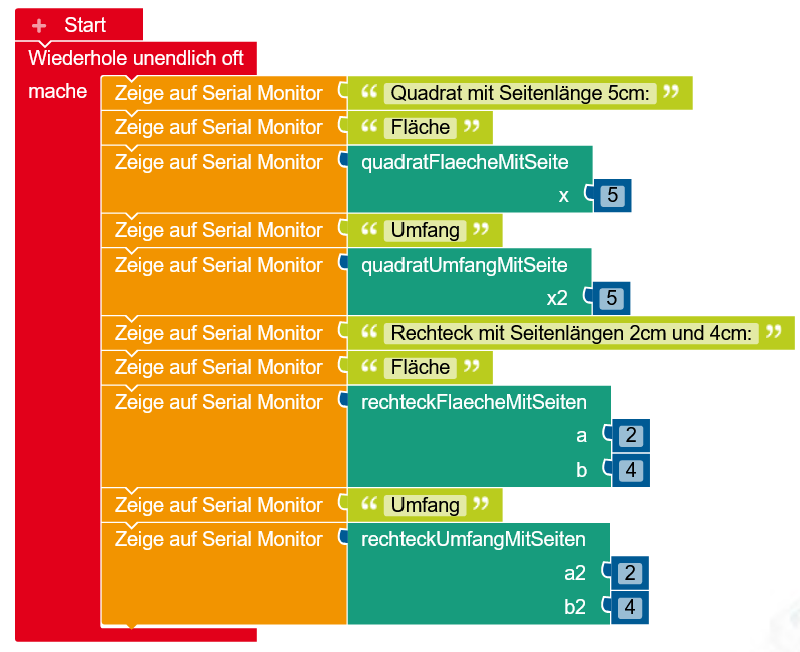 + Start
Wiederhole unendlich oft
mache
Zeige auf Serial Monitor “ Quadrat mit Seitenlänge 5cm: ”
Zeige auf Serial Monitor “ Fläche ”
Zeige auf Serial Monitor quadratFlaecheMitSeite
x 5
Zeige auf Serial Monitor “ Umfang ”
Zeige auf Serial Monitor quadratUmfangMitSeite
x2 5
Zeige auf Serial Monitor “ Rechteck mit Seitenlängen 2cm und 4cm: ”
Zeige auf Serial Monitor “ Fläche ”
Zeige auf Serial Monitor rechteckFlaecheMitSeiten
a 2
b 4
Zeige auf Serial Monitor “ Umfang ”
Zeige auf Serial Monitor rechteckUmfangMitSeiten
a2 2
b2 4